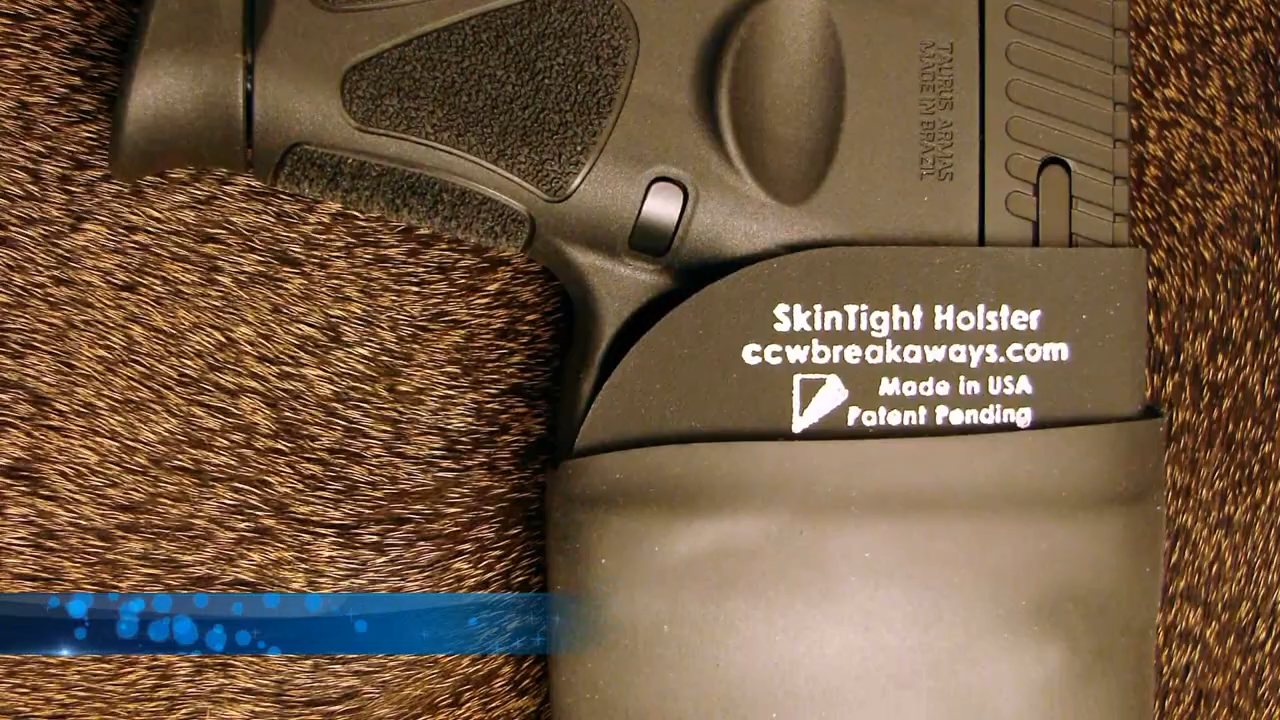 TAURUS ARMAS
MADE IN BRAZIL
SkinTight Holster
ccwbreakaways.com
Made in USA
Patent Pending